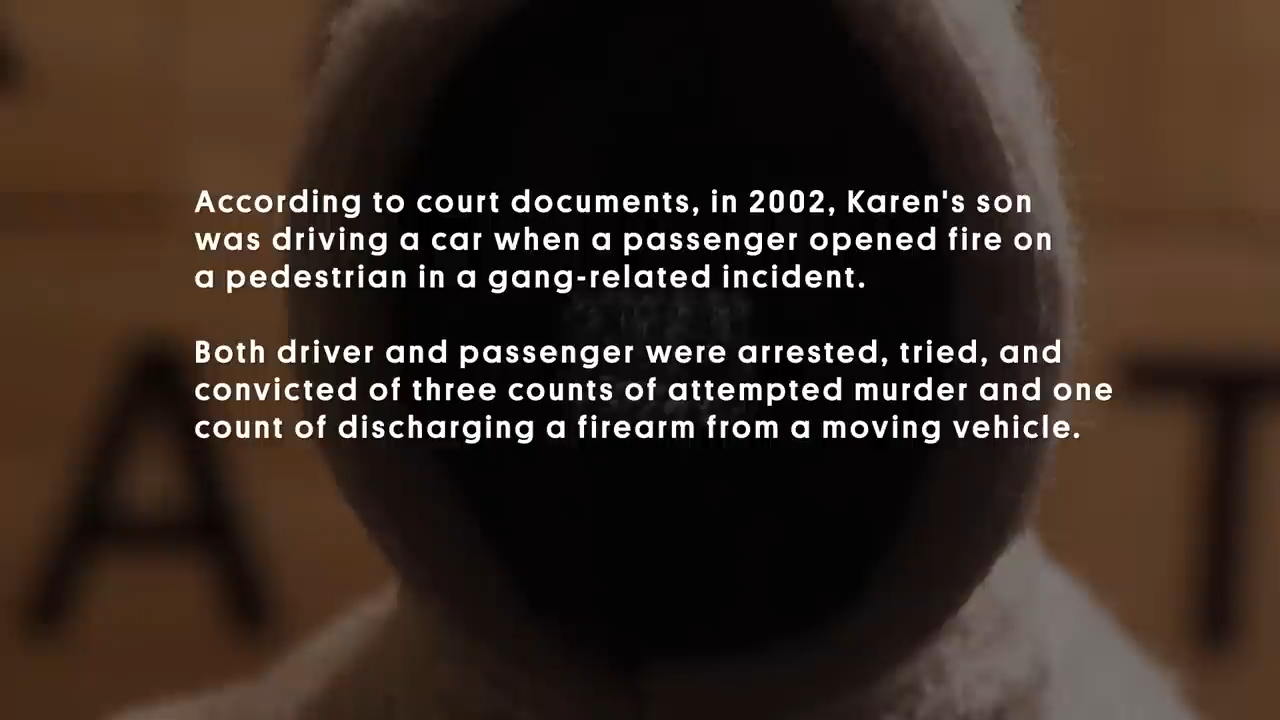 According to court documents, in 2002, Karen's son
was driving a car when a passenger opened fire on
a pedestrian in a gang-related incident.
Both driver and passenger were arrested, tried, and
convicted of three counts of attempted murder and one
count of discharging a firearm from a moving vehicle.
A
T